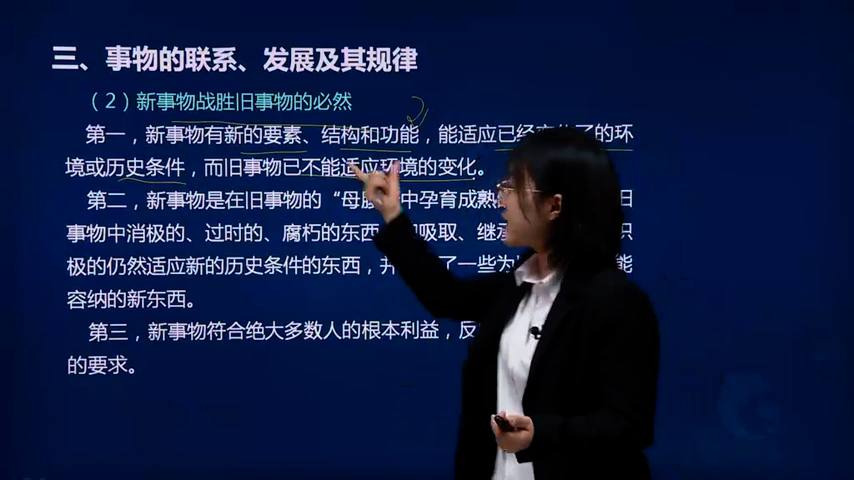 三、事物的联系、发展及其规律
（2）新事物战胜旧事物的必然
第一，新事物有新的要素、结构和功能，能适应已经变化了的环
境或历史条件，而旧事物已不能适应环境的变化。
第二，新事物是在旧事物的“母腹 中孕育成熟 旧
事物中消极的、过时的、腐朽的东西 吸取、继 积
极的仍然适应新的历史条件的东西，并 了一些为 能
容纳的新东西。
第三，新事物符合绝大多数人的根本利益，反
的要求。